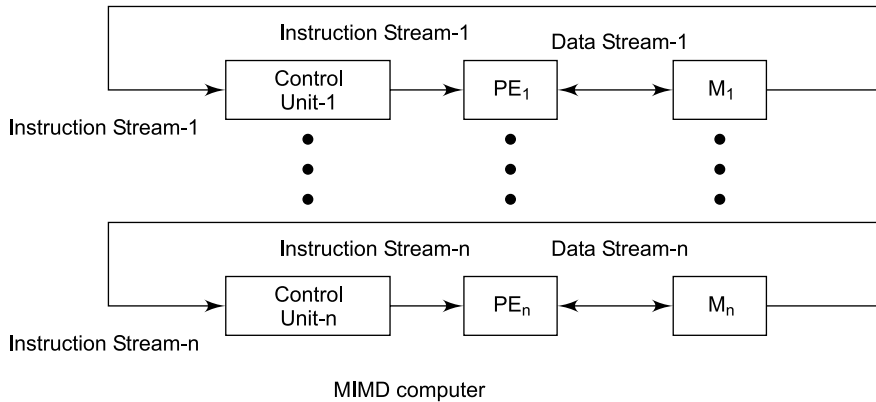 Instruction Stream-1
Data Stream-1
Control
Unit-1
PE1
M1
Instruction Stream-1
Instruction Stream-n
Data Stream-n
Control
Unit-n
PEn
Mn
Instruction Stream-n
MIMD computer